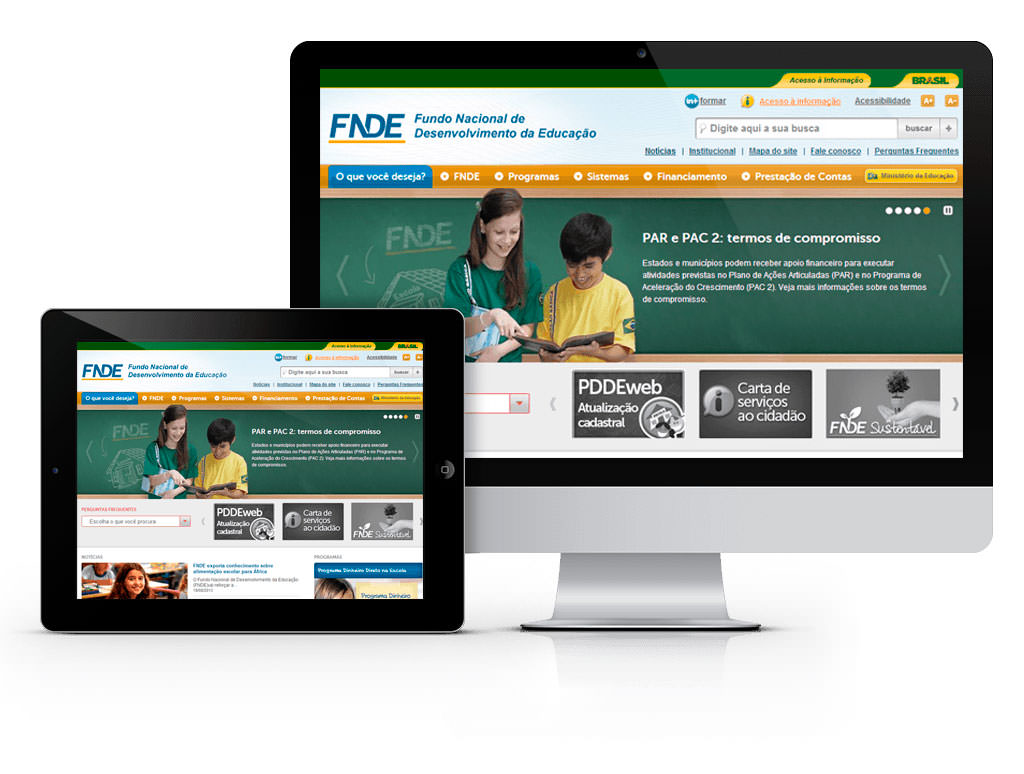 Acesso à Informação
BRASIL
in+formar
Acesso à informação
Acessibilidade
A+
A-
FNDE
Fundo Nacional de
Desenvolvimento da Educação
Digite aqui a sua busca
buscar
+
Notícias | Institucional | Mapa do site | Fale conosco | Perguntas Frequentes
O que você deseja?
FNDE
Programas
Sistemas
Financiamento
Prestação de Contas
Ministério da Educação
FNDE
Escola
PAR e PAC 2: termos de compromisso
Estados e municípios podem receber apoio financeiro para executar
atividades previstas no Plano de Ações Articuladas (PAR) e no Programa de
Aceleração do Crescimento (PAC 2). Veja mais informações sobre os termos
de compromisso.
PDDEweb
Atualização
cadastral
Carta de
serviços
ao cidadão
FNDE Sustentável
Acesso à Informação
BRASIL
in+formar
Acesso à informação
Acessibilidade
A+
A-
FNDE
Fundo Nacional de
Desenvolvimento da Educação
Digite aqui a sua busca
buscar
+
Notícias | Institucional | Mapa do site | Fale conosco | Perguntas Frequentes
O que você deseja?
FNDE
Programas
Sistemas
Financiamento
Prestação de Contas
Ministério da Educação
FNDE
PAR e PAC 2: termos de compromisso
Estados e municípios podem receber apoio financeiro para executar
atividades previstas no Plano de Ações Articuladas (PAR) e no Programa de
Aceleração do Crescimento (PAC 2). Veja mais informações sobre os termos
de compromisso.
PERGUNTAS FREQUENTES
Escolha o que você procura
PDDEweb
Atualização
cadastral
Carta de
serviços
ao cidadão
FNDE Sustentável
NOTÍCIAS
FNDE exporta conhecimento sobre
alimentação escolar para África
O Fundo Nacional de Desenvolvimento da Educação
(FNDE)vai reforçar a...
PROGRAMAS
Programa Dinheiro Direto na Escola
Programa Dinheiro